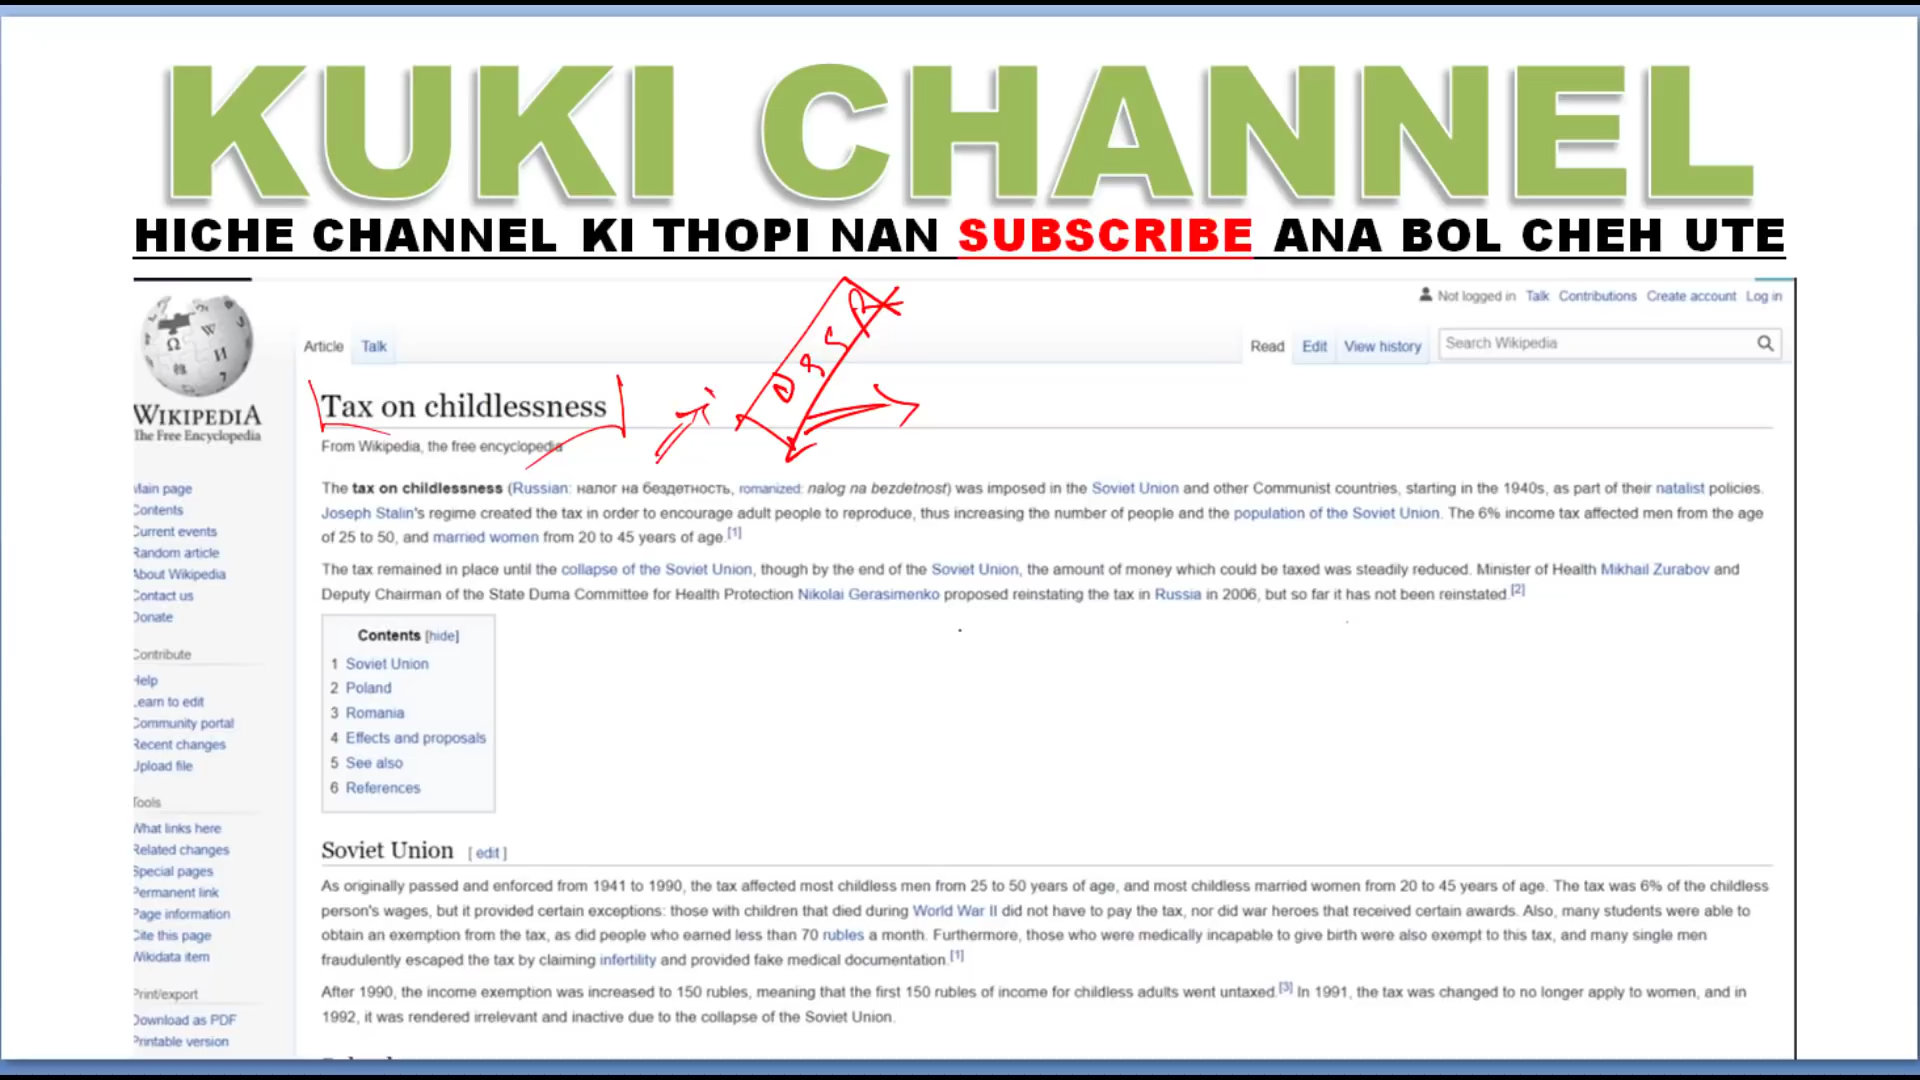 KUKI CHANNEL
HICHE CHANNEL KI THOPI NAN SUBSCRIBE ANA BOL CHEH UTE
Not logged in Talk Contributions Create account Log in
Article Talk Read Edit View history Search Wikipedia
WIKIPEDIA
The Free Encyclopedia
Tax on childlessness
From Wikipedia, the free encyclopedia
The tax on childlessness (Russian: налог на бездетность, romanized: nalog na bezdetnost) was imposed in the Soviet Union and other Communist countries, starting in the 1940s, as part of their natalist policies.
Joseph Stalin's regime created the tax in order to encourage adult people to reproduce, thus increasing the number of people and the population of the Soviet Union. The 6% income tax affected men from the age
of 25 to 50, and married women from 20 to 45 years of age.[1]
The tax remained in place until the collapse of the Soviet Union, though by the end of the Soviet Union, the amount of money which could be taxed was steadily reduced. Minister of Health Mikhail Zurabov and
Deputy Chairman of the State Duma Committee for Health Protection Nikolai Gerasimenko proposed reinstating the tax in Russia in 2006, but so far it has not been reinstated.[2]
Main page
Contents
Current events
Random article
About Wikipedia
Contact us
Donate
Contribute
Help
Learn to edit
Community portal
Recent changes
Upload file
Tools
What links here
Related changes
Special pages
Permanent link
Page information
Cite this page
Wikidata item
Print/export
Download as PDF
Printable version
Contents [hide]
1 Soviet Union
2 Poland
3 Romania
4 Effects and proposals
5 See also
6 References
Soviet Union [ edit ]
As originally passed and enforced from 1941 to 1990, the tax affected most childless men from 25 to 50 years of age, and most childless married women from 20 to 45 years of age. The tax was 6% of the childless
person's wages, but it provided certain exceptions: those with children that died during World War II did not have to pay the tax, nor did war heroes that received certain awards. Also, many students were able to
obtain an exemption from the tax, as did people who earned less than 70 rubles a month. Furthermore, those who were medically incapable to give birth were also exempt to this tax, and many single men
fraudulently escaped the tax by claiming infertility and provided fake medical documentation.[1]
After 1990, the income exemption was increased to 150 rubles, meaning that the first 150 rubles of income for childless adults went untaxed.[3] In 1991, the tax was changed to no longer apply to women, and in
1992, it was rendered irrelevant and inactive due to the collapse of the Soviet Union.